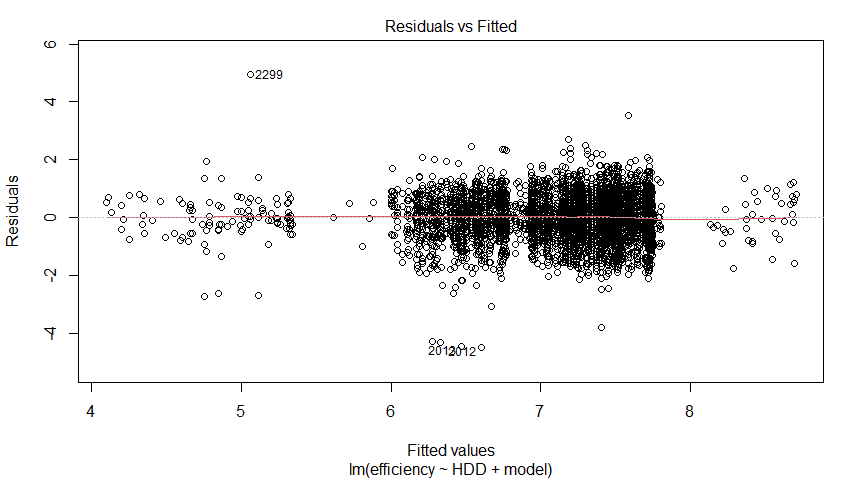 Residuals vs Fitted
6
4
2
0
-2
-4
Residuals
2299
2012
4 5 6 7 8
Fitted values
lm(efficiency ~ HDD + model)